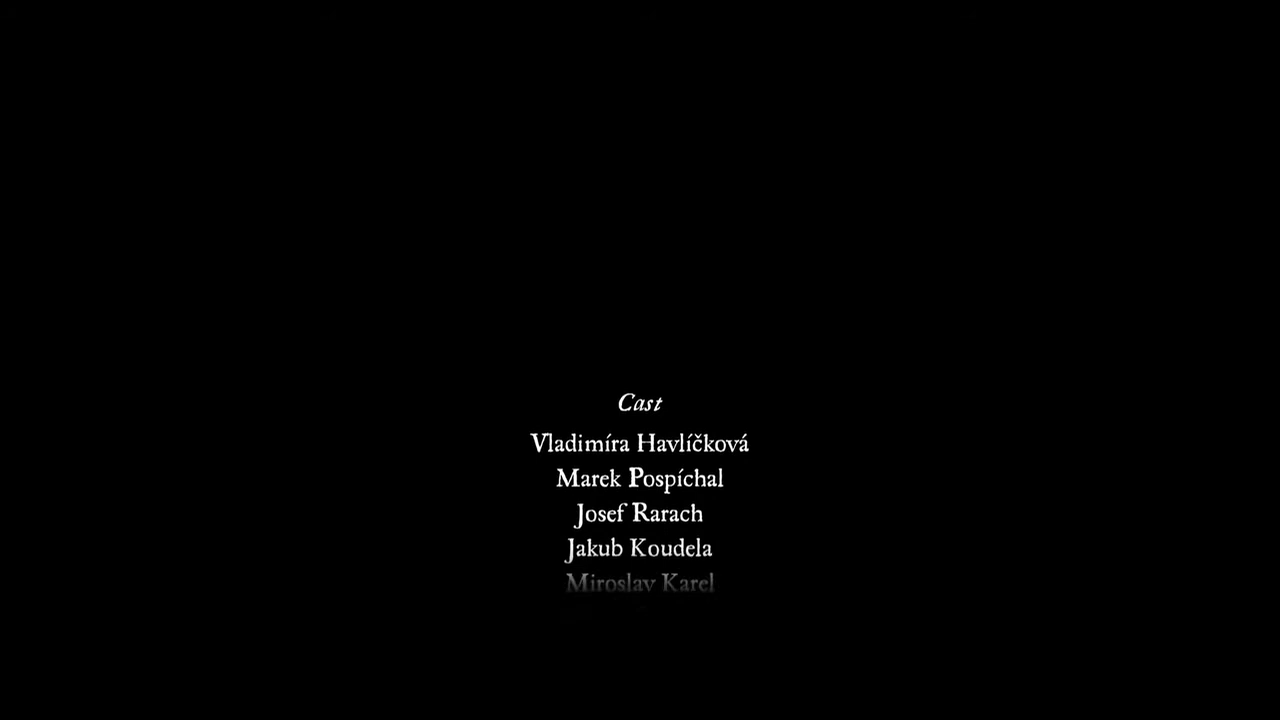 Cast
Vladimíra Havlíčková
Marek Pospíchal
Josef Rarach
Jakub Koudela
Miroslav Karel